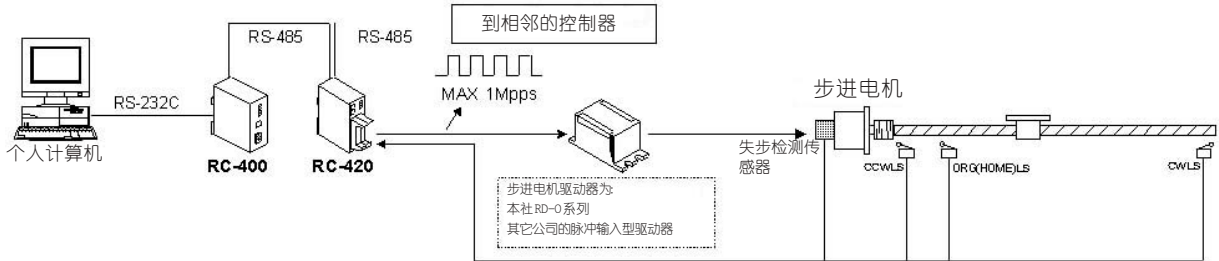 RS-485
RS-485
到相邻的控制器
RS-232C
MAX 1Mpps
步进电机
个人计算机
RC-400
RC-420
失步检测传
感器
CCWLS
ORG(HOME)LS
CWLS
步进电机驱动器为:
本社RD-O系列
其它公司的脉冲输入型驱动器